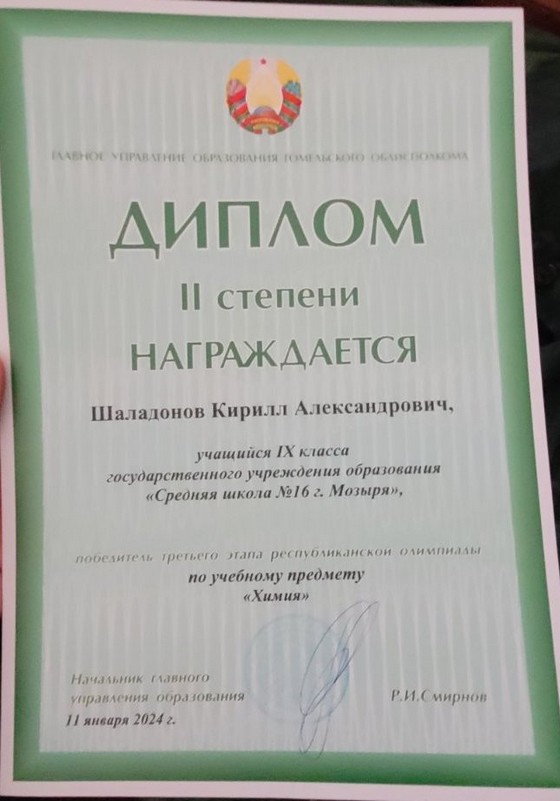 ГЛАВНОЕ УПРАВЛЕНИЕ ОБРАЗОВАНИЯ ГОМЕЛЬСКОГО ОБЛИСПОЛКОМА
ДИПЛОМ
II степени
НАГРАЖДАЕТСЯ
Шаладонов Кирилл Александрович,
учащийся IX класса
государственного учреждения образования
«Средняя школа №16 г. Мозыря»,
победитель третьего этапа республиканской олимпиады
по учебному предмету
«Химия»
Начальник главного
управления образования
Р.И.Смирнов
11 января 2024 г.